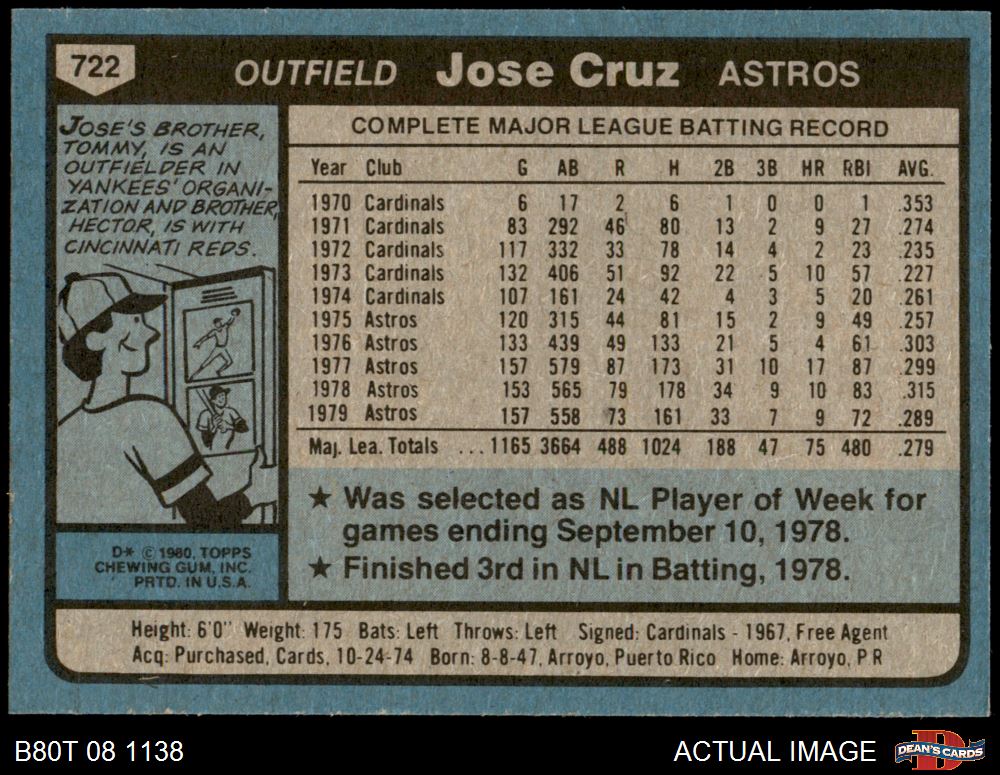 722 OUTFIELD Jose Cruz ASTROS
JOSE'S BROTHER,
TOMMY, IS AN
OUTFIELDER IN
YANKEES' ORGANI-
ZATION AND BROTHER,
HECTOR, IS WITH
CINCINNATI REDS.
D* © 1980, TOPPS
CHEWING GUM, INC.
PRTD. IN U.S.A.
COMPLETE MAJOR LEAGUE BATTING RECORD
Year Club G AB R H 2B 3B HR RBI AVG.
1970 Cardinals 6 17 2 6 1 0 0 1 .353
1971 Cardinals 83 292 46 80 13 2 9 27 .274
1972 Cardinals 117 332 33 78 14 4 2 23 .235
1973 Cardinals 132 406 51 92 22 5 10 57 .227
1974 Cardinals 107 161 24 42 4 3 5 20 .261
1975 Astros 120 315 44 81 15 2 9 49 .257
1976 Astros 133 439 49 133 21 5 4 61 .303
1977 Astros 157 579 87 173 31 10 17 87 .299
1978 Astros 153 565 79 178 34 9 10 83 .315
1979 Astros 157 558 73 161 33 7 9 72 .289
Maj. Lea. Totals ... 1165 3664 488 1024 188 47 75 480 .279
★ Was selected as NL Player of Week for
games ending September 10, 1978.
★ Finished 3rd in NL in Batting, 1978.
Height: 6'0" Weight: 175 Bats: Left Throws: Left Signed: Cardinals - 1967, Free Agent
Acq: Purchased, Cards, 10-24-74 Born: 8-8-47, Arroyo, Puerto Rico Home: Arroyo, P R
B80T 08 1138 ACTUAL IMAGE DEAN'S CARDS